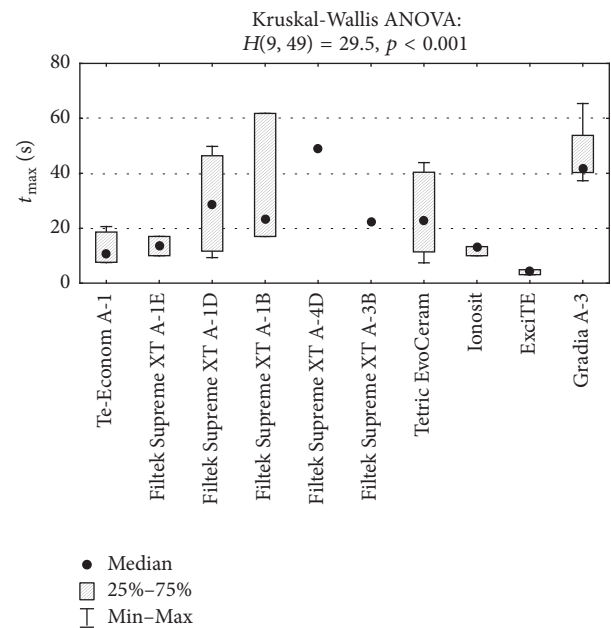 Kruskal-Wallis ANOVA:
H(9, 49) = 29.5, p < 0.001
80
60
40
20
0
t_max (s)
Te-Econom A-1
Filtek Supreme XT A-1E
Filtek Supreme XT A-1D
Filtek Supreme XT A-1B
Filtek Supreme XT A-4D
Filtek Supreme XT A-3B
Tetric EvoCeram
Ionosit
ExciTE
Gradia A-3
Median
25%–75%
Min–Max